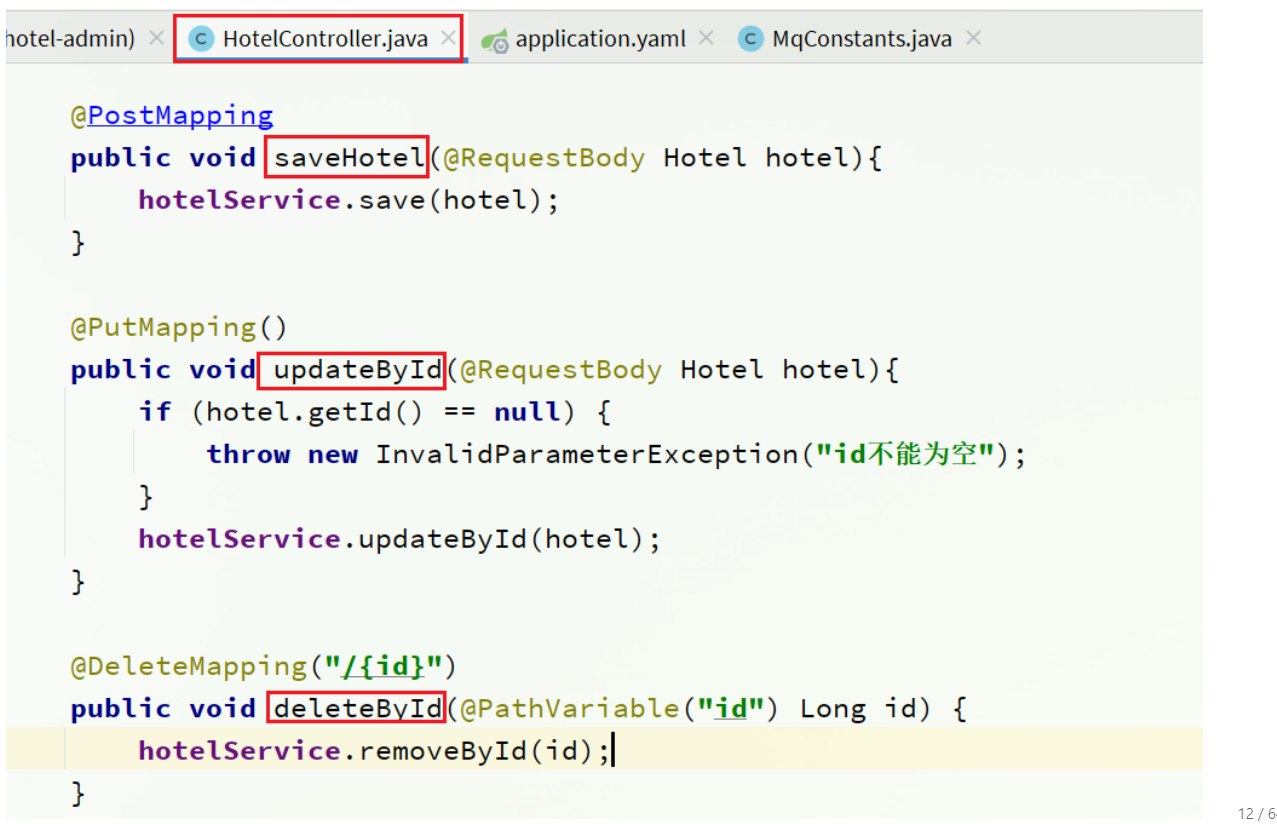 hotel-admin) × C HotelController.java × application.yaml × C MqConstants.java ×
@PostMapping
public void saveHotel(@RequestBody Hotel hotel){
hotelService.save(hotel);
}
@PutMapping()
public void updateById(@RequestBody Hotel hotel){
if (hotel.getId() == null) {
throw new InvalidParameterException("id不能为空");
}
hotelService.updateById(hotel);
}
@DeleteMapping("/{id}")
public void deleteById(@PathVariable("id") Long id) {
hotelService.removeById(id);
}
12 / 6